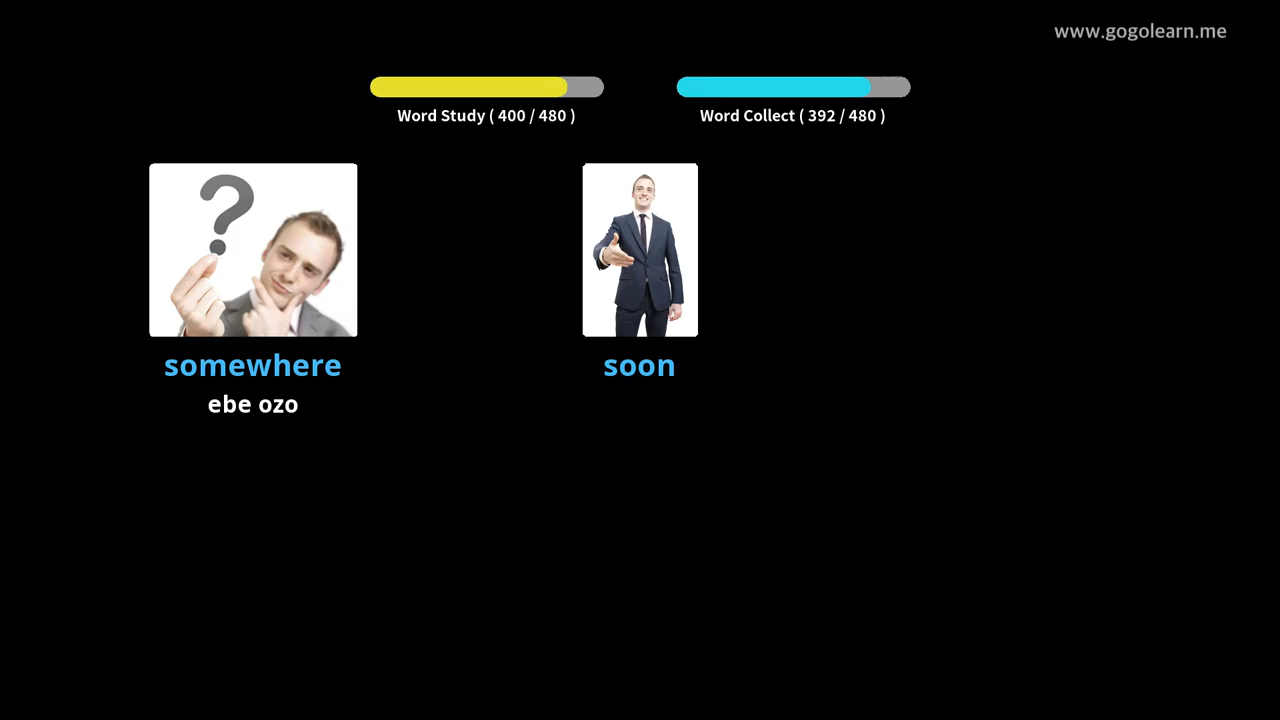 www.gogolearn.me
Word Study ( 400 / 480 )
Word Collect ( 392 / 480 )
?
somewhere
soon
ebe ozo